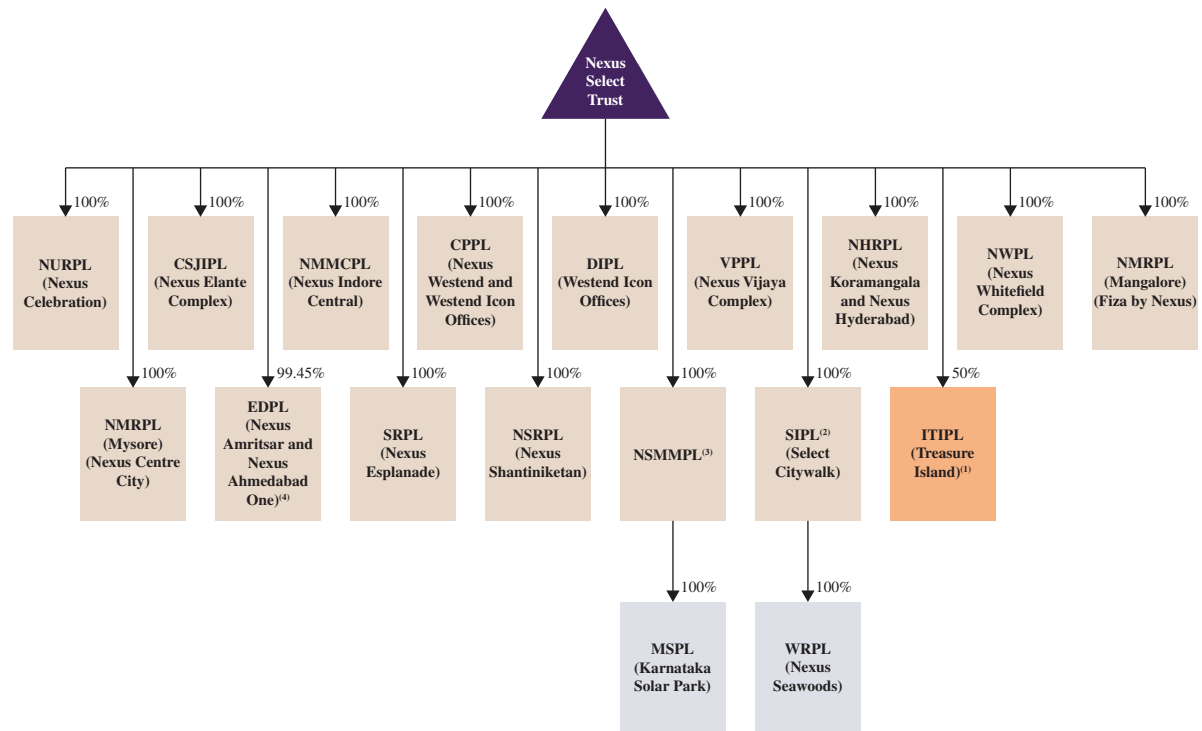 Nexus
Select
Trust
100%
100%
100%
100%
100%
100%
100%
100%
100%
NURPL
(Nexus
Celebration)
CSJIPL
(Nexus Elante
Complex)
NMMCPL
(Nexus Indore
Central)
CPPL
(Nexus
Westend and
Westend Icon
Offices)
DIPL
(Westend Icon
Offices)
VPPL
(Nexus Vijaya
Complex)
NHRPL
(Nexus
Koramangala
and Nexus
Hyderabad)
NWPL
(Nexus
Whitefield
Complex)
NMRPL
(Mangalore)
(Fiza by Nexus)
100%
99.45%
100%
100%
100%
100%
50%
NMRPL
(Mysore)
(Nexus Centre
City)
EDPL
(Nexus
Amritsar and
Nexus
Ahmedabad
One)(4)
SRPL
(Nexus
Esplanade)
NSRPL
(Nexus
Shantiniketan)
NSMMPL(3)
SIPL(2)
(Select
Citywalk)
ITIPL
(Treasure
Island)(1)
100%
100%
MSPL
(Karnataka
Solar Park)
WRPL
(Nexus
Seawoods)